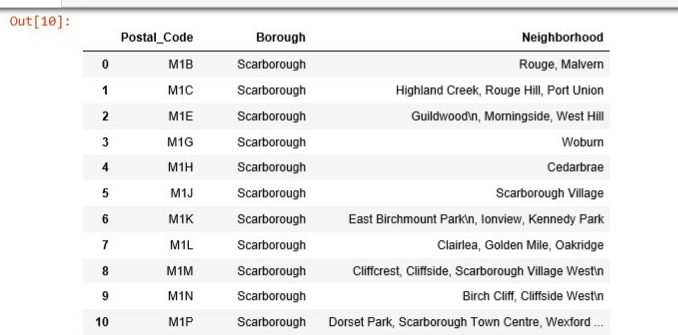 Out[10]:
Postal_Code Borough Neighborhood
0 M1B Scarborough Rouge, Malvern
1 M1C Scarborough Highland Creek, Rouge Hill, Port Union
2 M1E Scarborough Guildwood\n, Morningside, West Hill
3 M1G Scarborough Woburn
4 M1H Scarborough Cedarbrae
5 M1J Scarborough Scarborough Village
6 M1K Scarborough East Birchmount Park\n, Ionview, Kennedy Park
7 M1L Scarborough Clairlea, Golden Mile, Oakridge
8 M1M Scarborough Cliffcrest, Cliffside, Scarborough Village West\n
9 M1N Scarborough Birch Cliff, Cliffside West\n
10 M1P Scarborough Dorset Park, Scarborough Town Centre, Wexford ...